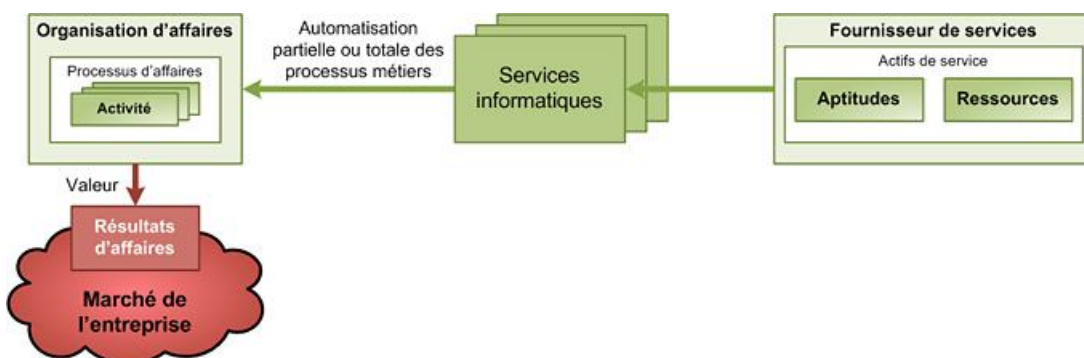 Organisation d'affaires
Processus d'affaires
Activité
Automatisation
partielle ou totale des
processus métiers
Services
informatiques
Fournisseur de services
Actifs de service
Aptitudes
Ressources
Valeur
Résultats
d'affaires
Marché de
l'entreprise